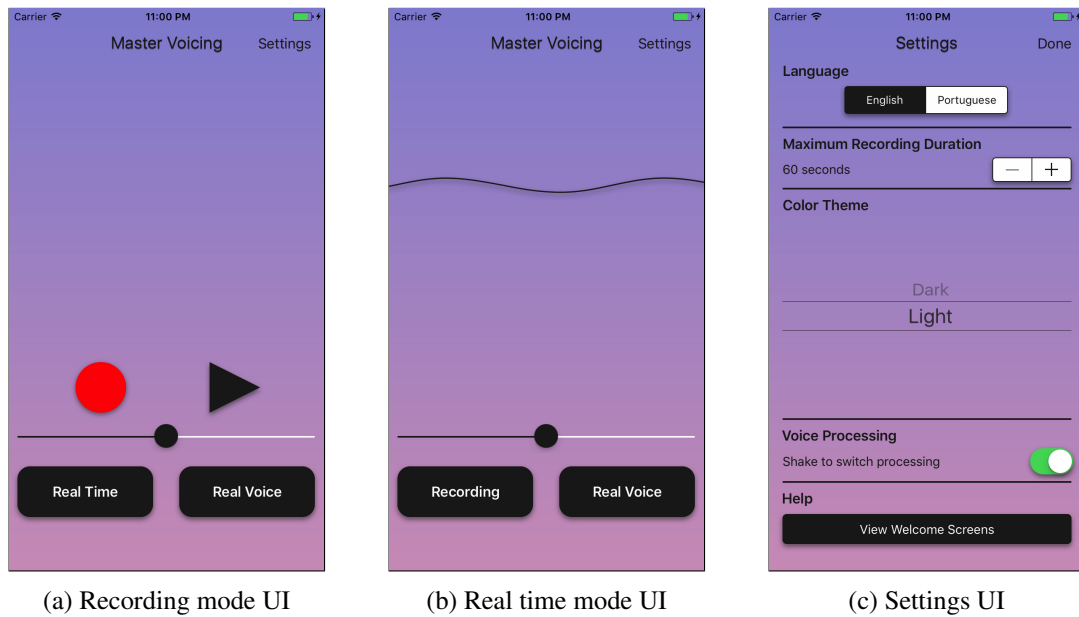 Carrier 11:00 PM
Master Voicing Settings
Real Time Real Voice
(a) Recording mode UI
Carrier 11:00 PM
Master Voicing Settings
Recording Real Voice
(b) Real time mode UI
Carrier 11:00 PM
Settings Done
Language
English Portuguese
Maximum Recording Duration
60 seconds − +
Color Theme
Dark
Light
Voice Processing
Shake to switch processing
Help
View Welcome Screens
(c) Settings UI